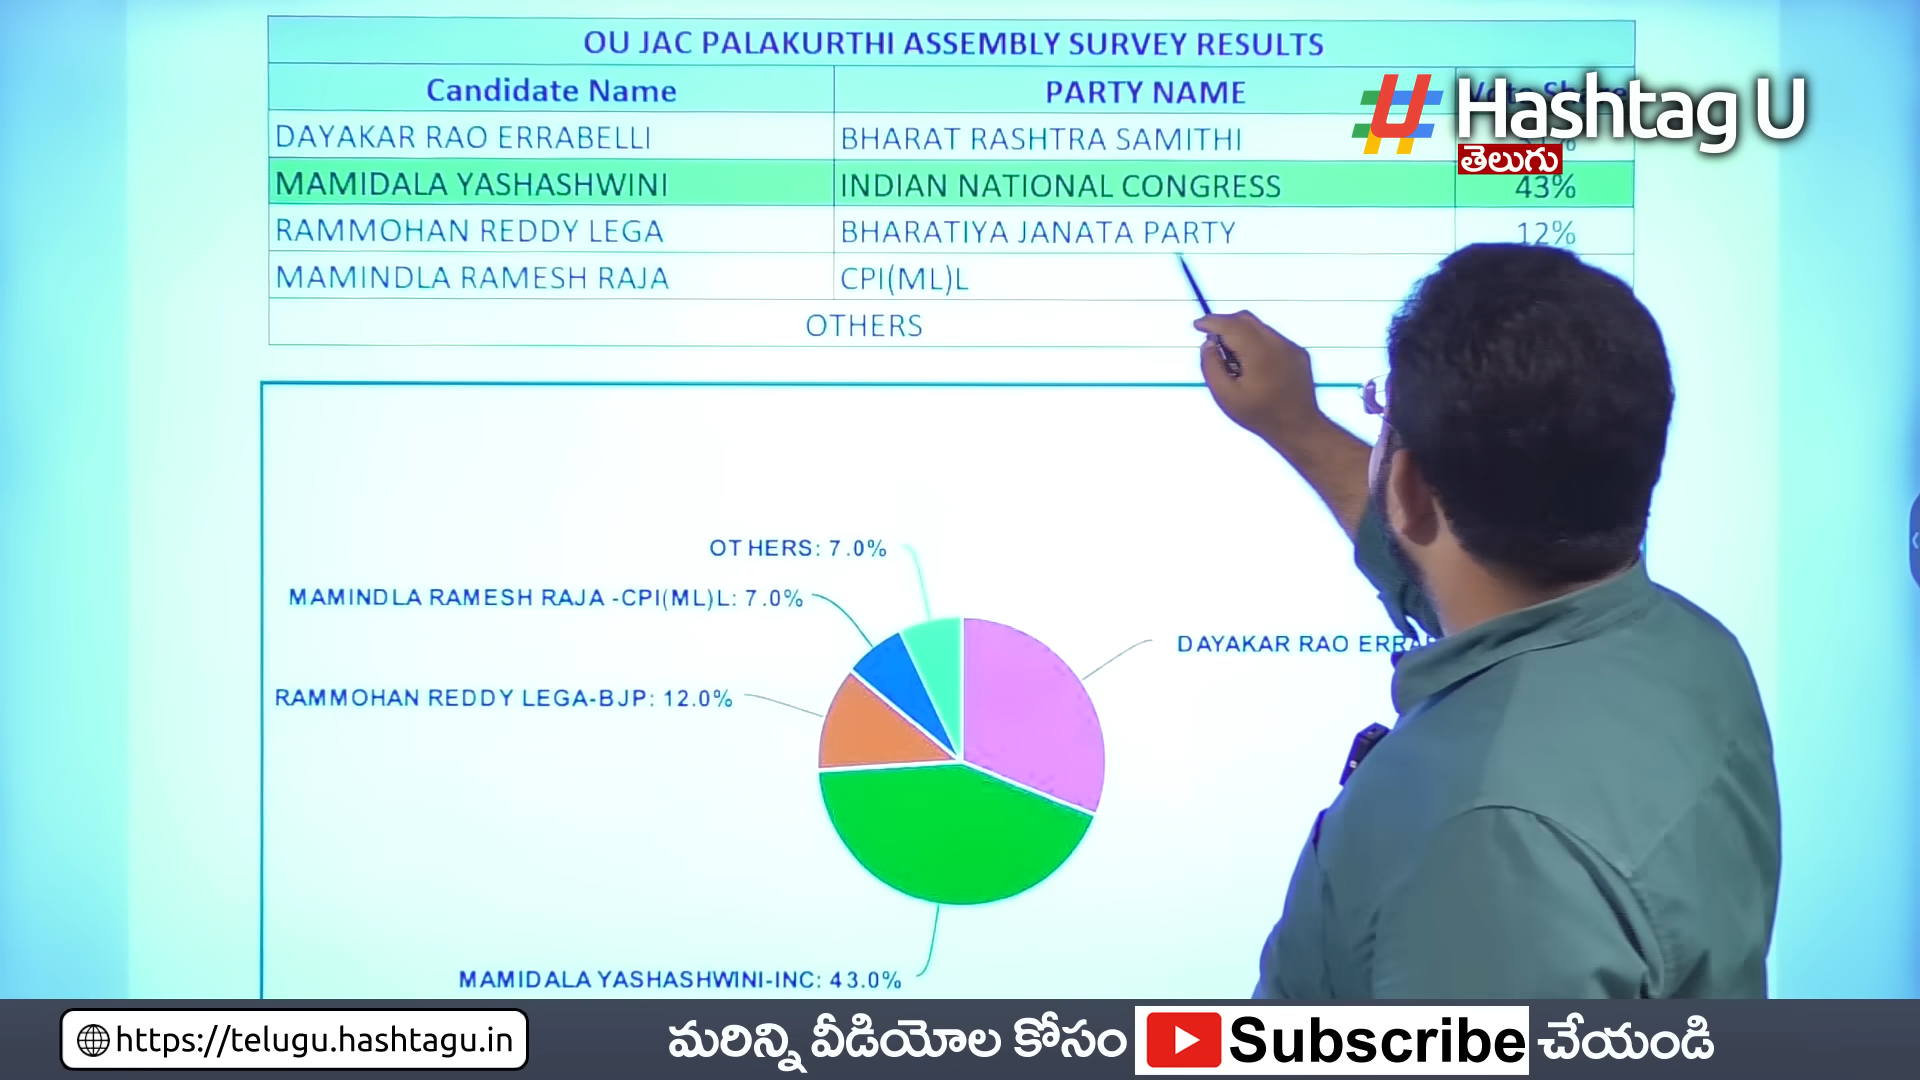 OU JAC PALAKURTHI ASSEMBLY SURVEY RESULTS
Candidate Name PARTY NAME
Hashtag U
తెలుగు
DAYAKAR RAO ERRABELLI BHARAT RASHTRA SAMITHI
MAMIDALA YASHASHWINI INDIAN NATIONAL CONGRESS 43%
RAMMOHAN REDDY LEGA BHARATIYA JANATA PARTY 12%
MAMINDLA RAMESH RAJA CPI(ML)L
OTHERS
OTHERS: 7.0%
MAMINDLA RAMESH RAJA -CPI(ML)L: 7.0%
DAYAKAR RAO
RAMMOHAN REDDY LEGA-BJP: 12.0%
MAMIDALA YASHASHWINI-INC: 43.0%
https://telugu.hashtagu.in
మరిన్ని వీడియోల కోసం Subscribe చేయండి